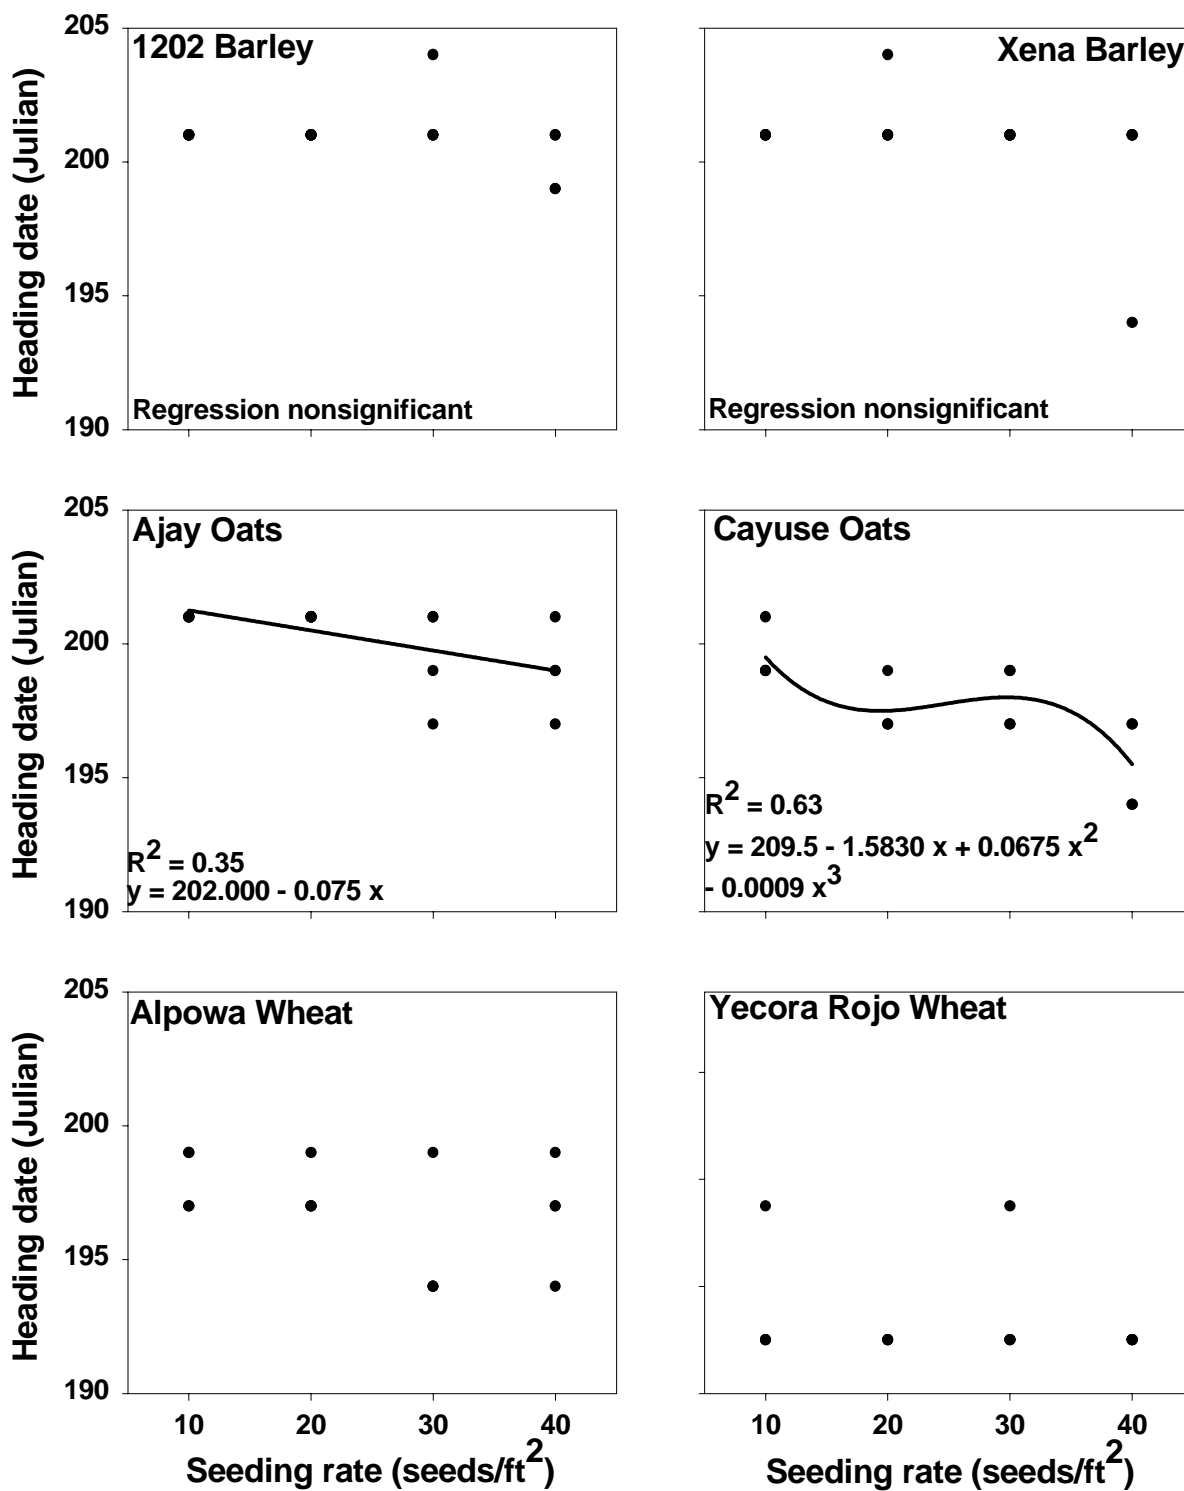 205
1202 Barley
Xena Barley
200
195
190
Heading date (Julian)
Regression nonsignificant
Regression nonsignificant
205
Ajay Oats
Cayuse Oats
200
195
190
Heading date (Julian)
R² = 0.35
y = 202.000 - 0.075 x
R² = 0.63
y = 209.5 - 1.5830 x + 0.0675 x²
- 0.0009 x³
205
Alpowa Wheat
Yecora Rojo Wheat
200
195
190
Heading date (Julian)
10 20 30 40
10 20 30 40
Seeding rate (seeds/ft²)
Seeding rate (seeds/ft²)